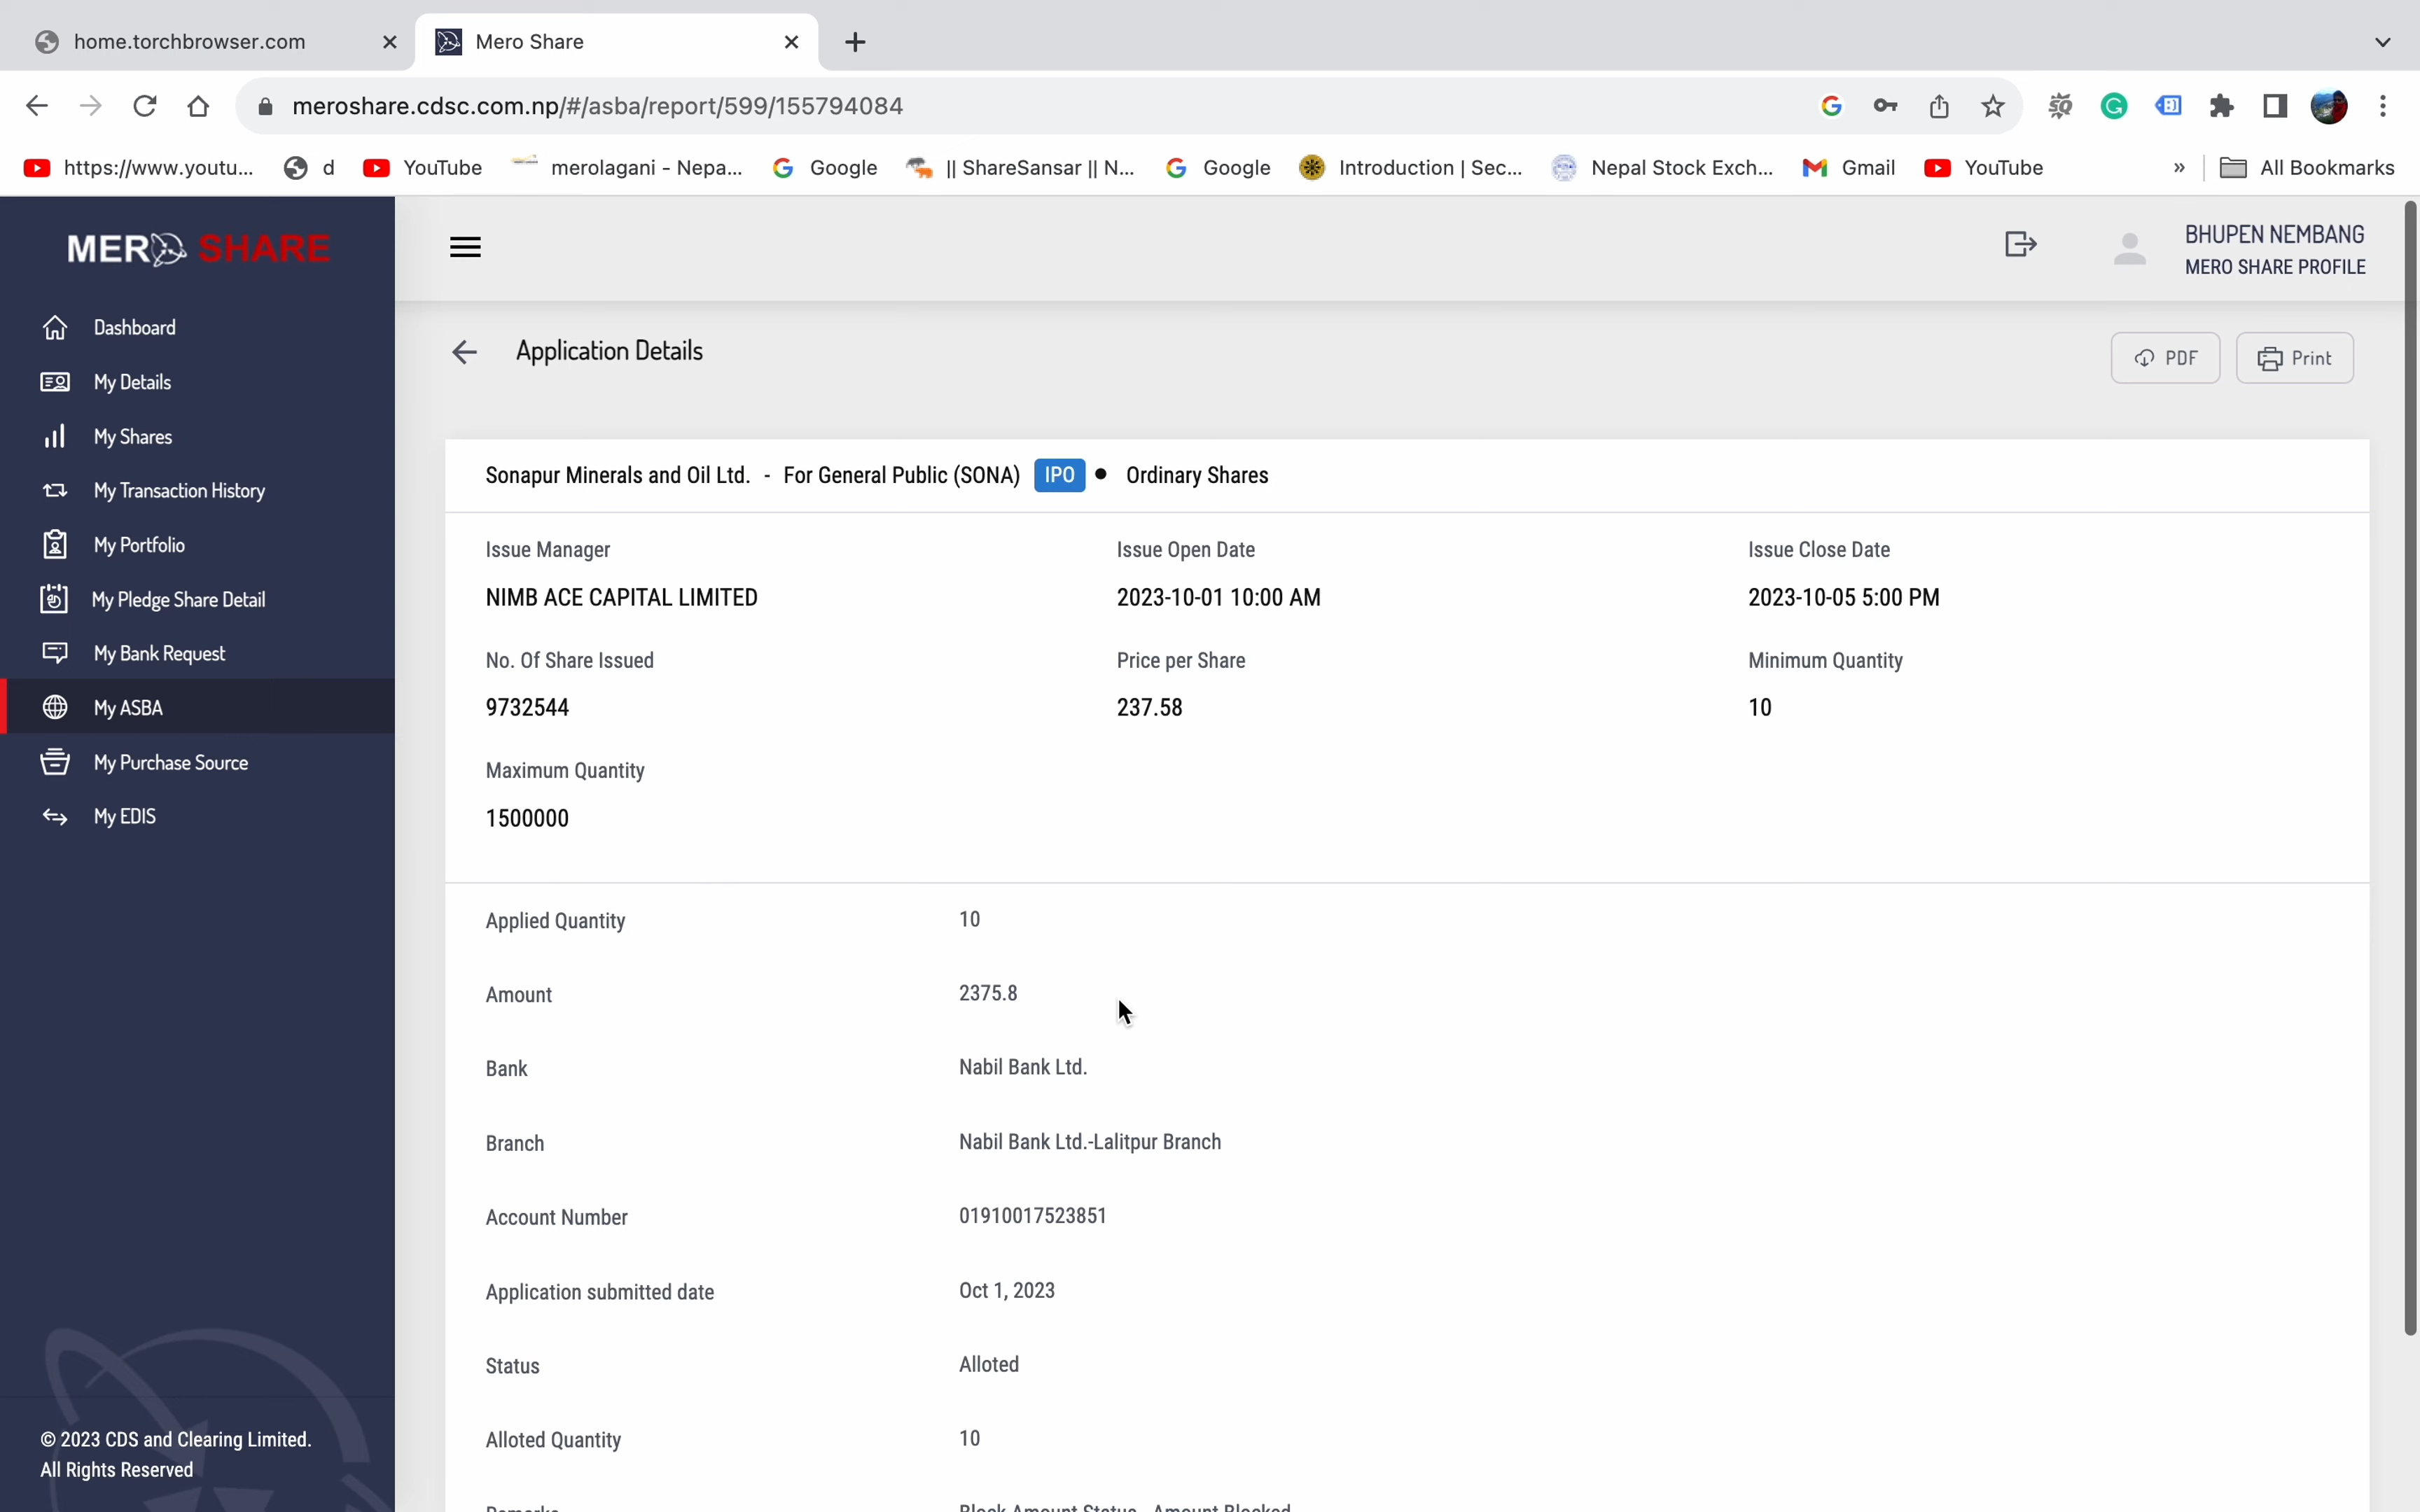 home.torchbrowser.com
Mero Share
meroshare.cdsc.com.np/#/asba/report/599/155794084
https://www.youtu... d YouTube merolagani - Nepa... Google || ShareSansar || N... Google Introduction | Sec... Nepal Stock Exch... Gmail YouTube » All Bookmarks
MERO SHARE
Dashboard
My Details
My Shares
My Transaction History
My Portfolio
My Pledge Share Detail
My Bank Request
My ASBA
My Purchase Source
My EDIS
© 2023 CDS and Clearing Limited.
All Rights Reserved
BHUPEN NEMBANG
MERO SHARE PROFILE
Application Details
PDF
Print
Sonapur Minerals and Oil Ltd. - For General Public (SONA) IPO • Ordinary Shares
Issue Manager
NIMB ACE CAPITAL LIMITED
Issue Open Date
2023-10-01 10:00 AM
Issue Close Date
2023-10-05 5:00 PM
No. Of Share Issued
9732544
Price per Share
237.58
Minimum Quantity
10
Maximum Quantity
1500000
Applied Quantity 10
Amount 2375.8
Bank Nabil Bank Ltd.
Branch Nabil Bank Ltd.-Lalitpur Branch
Account Number 01910017523851
Application submitted date Oct 1, 2023
Status Alloted
Alloted Quantity 10
Remarks Block Amount Status - Amount Blocked